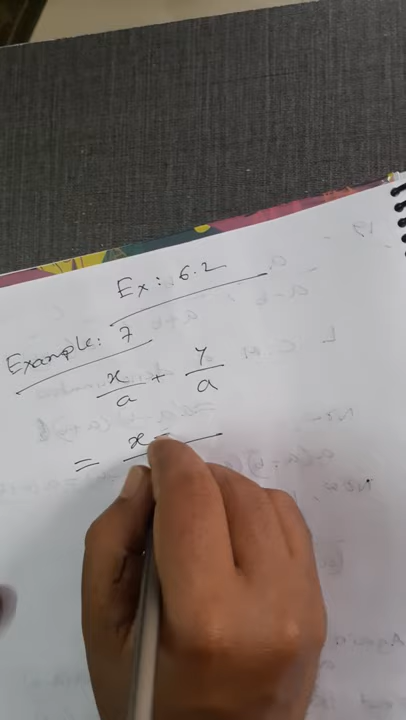 Ex: 6.2
Example: 7
x/a + y/a
= x